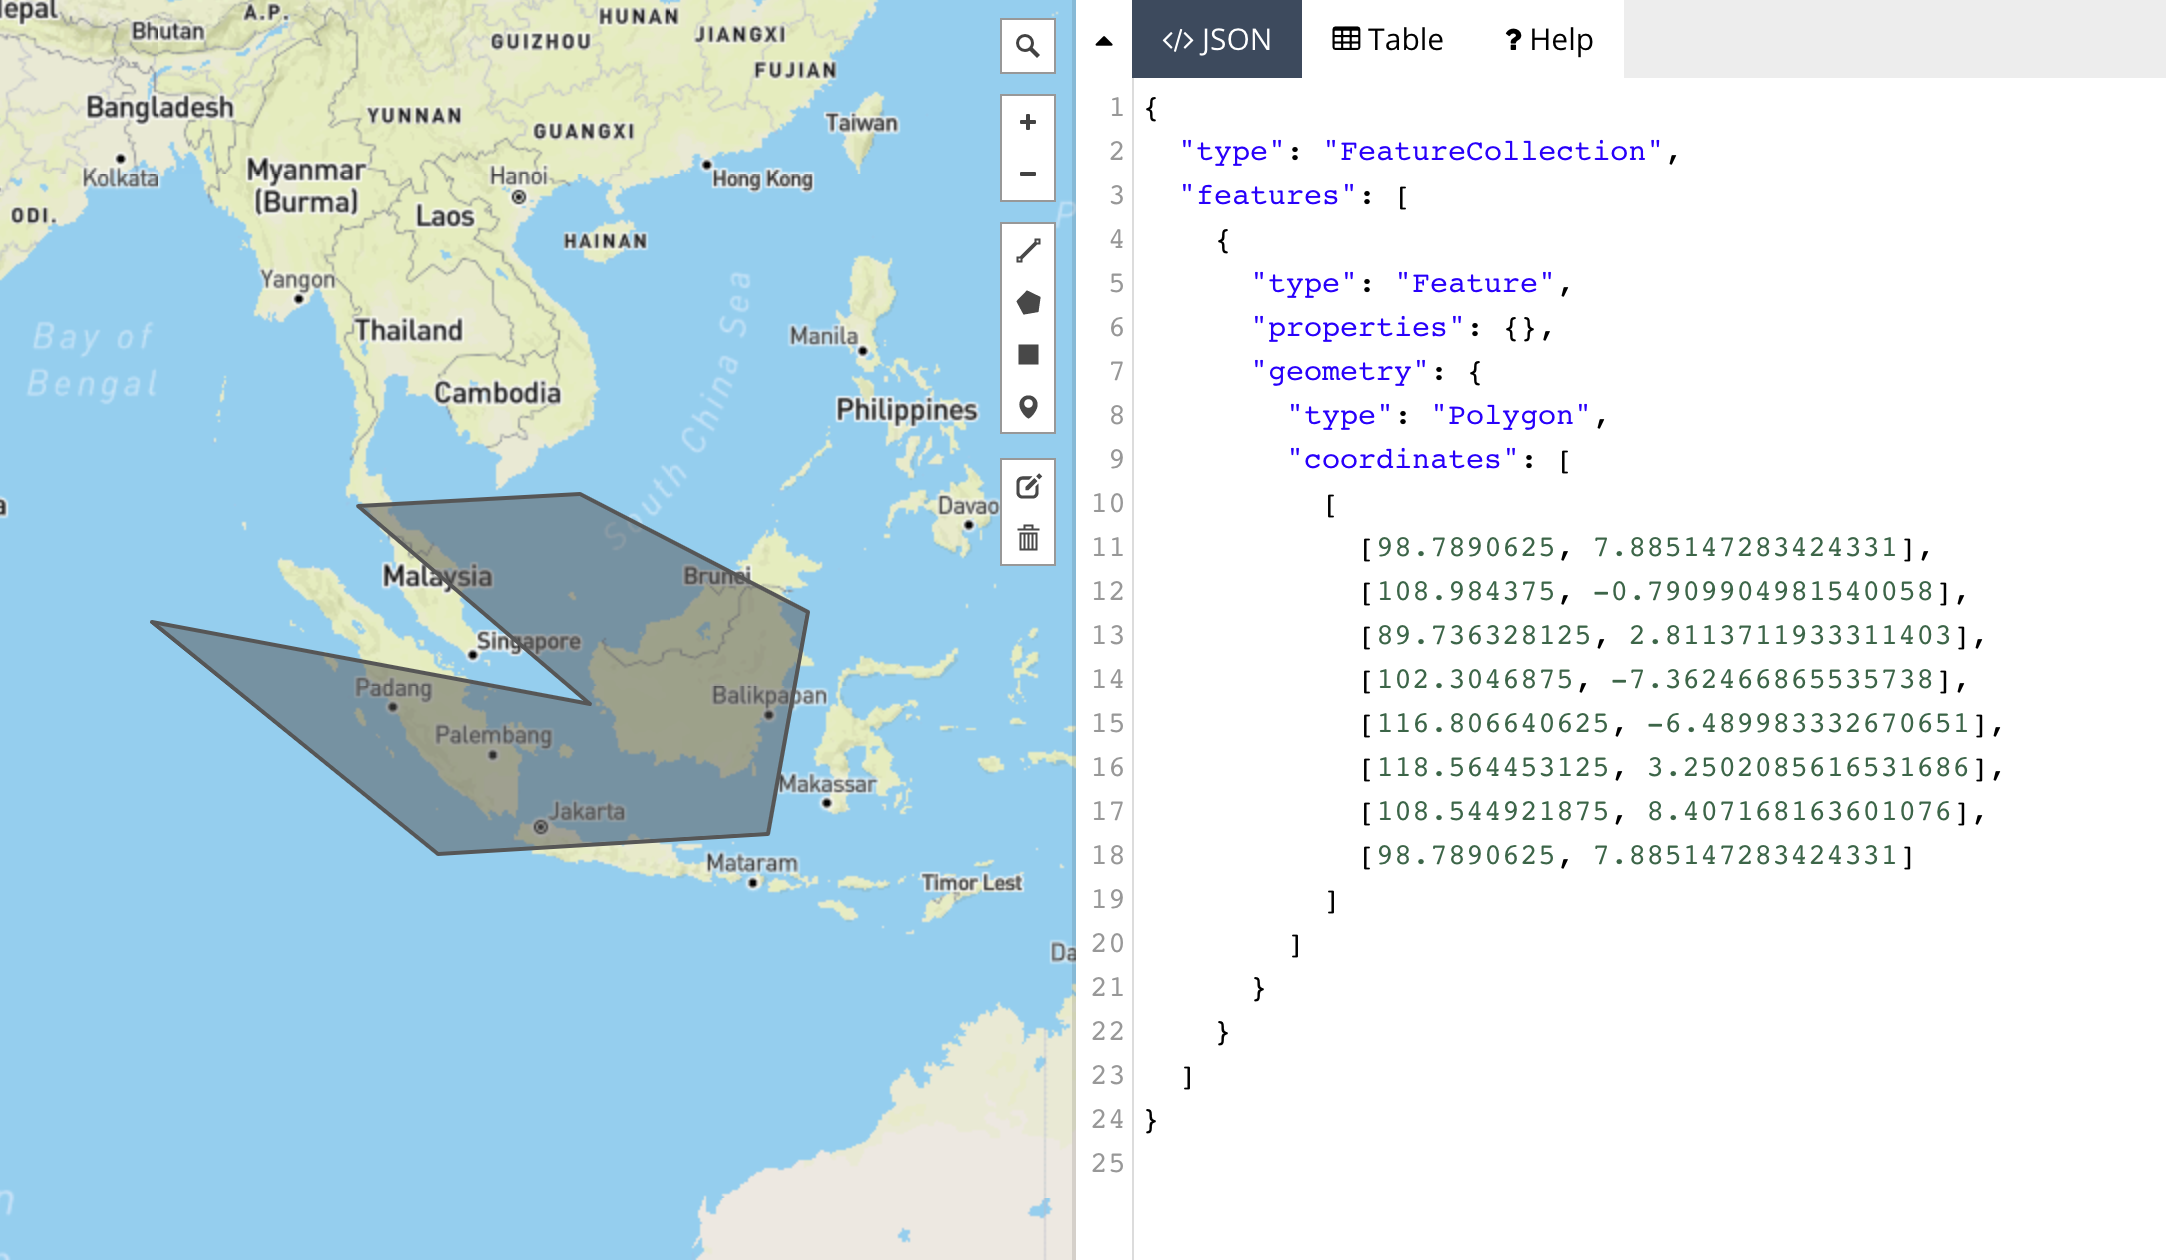 epal
Bhutan
A.P.
HUNAN
JIANGXI
GUIZHOU
FUJIAN
Bangladesh
YUNNAN
GUANGXI
Taiwan
Kolkata
Myanmar
(Burma)
Hanoi
Hong Kong
ODI.
Laos
HAINAN
Yangon
Bay of
Bengal
Thailand
South China Sea
Manila
Cambodia
Philippines
Davao
Malaysia
Brunei
Singapore
Padang
Balikpapan
Palembang
Makassar
Jakarta
Mataram
Timor Lest
Da
</> JSON
Table
? Help
1 {
2 "type": "FeatureCollection",
3 "features": [
4 {
5 "type": "Feature",
6 "properties": {},
7 "geometry": {
8 "type": "Polygon",
9 "coordinates": [
10 [
11 [98.7890625, 7.885147283424331],
12 [108.984375, -0.7909904981540058],
13 [89.736328125, 2.8113711933311403],
14 [102.3046875, -7.362466865535738],
15 [116.806640625, -6.489983332670651],
16 [118.564453125, 3.2502085616531686],
17 [108.544921875, 8.407168163601076],
18 [98.7890625, 7.885147283424331]
19 ]
20 ]
21 }
22 }
23 ]
24 }
25